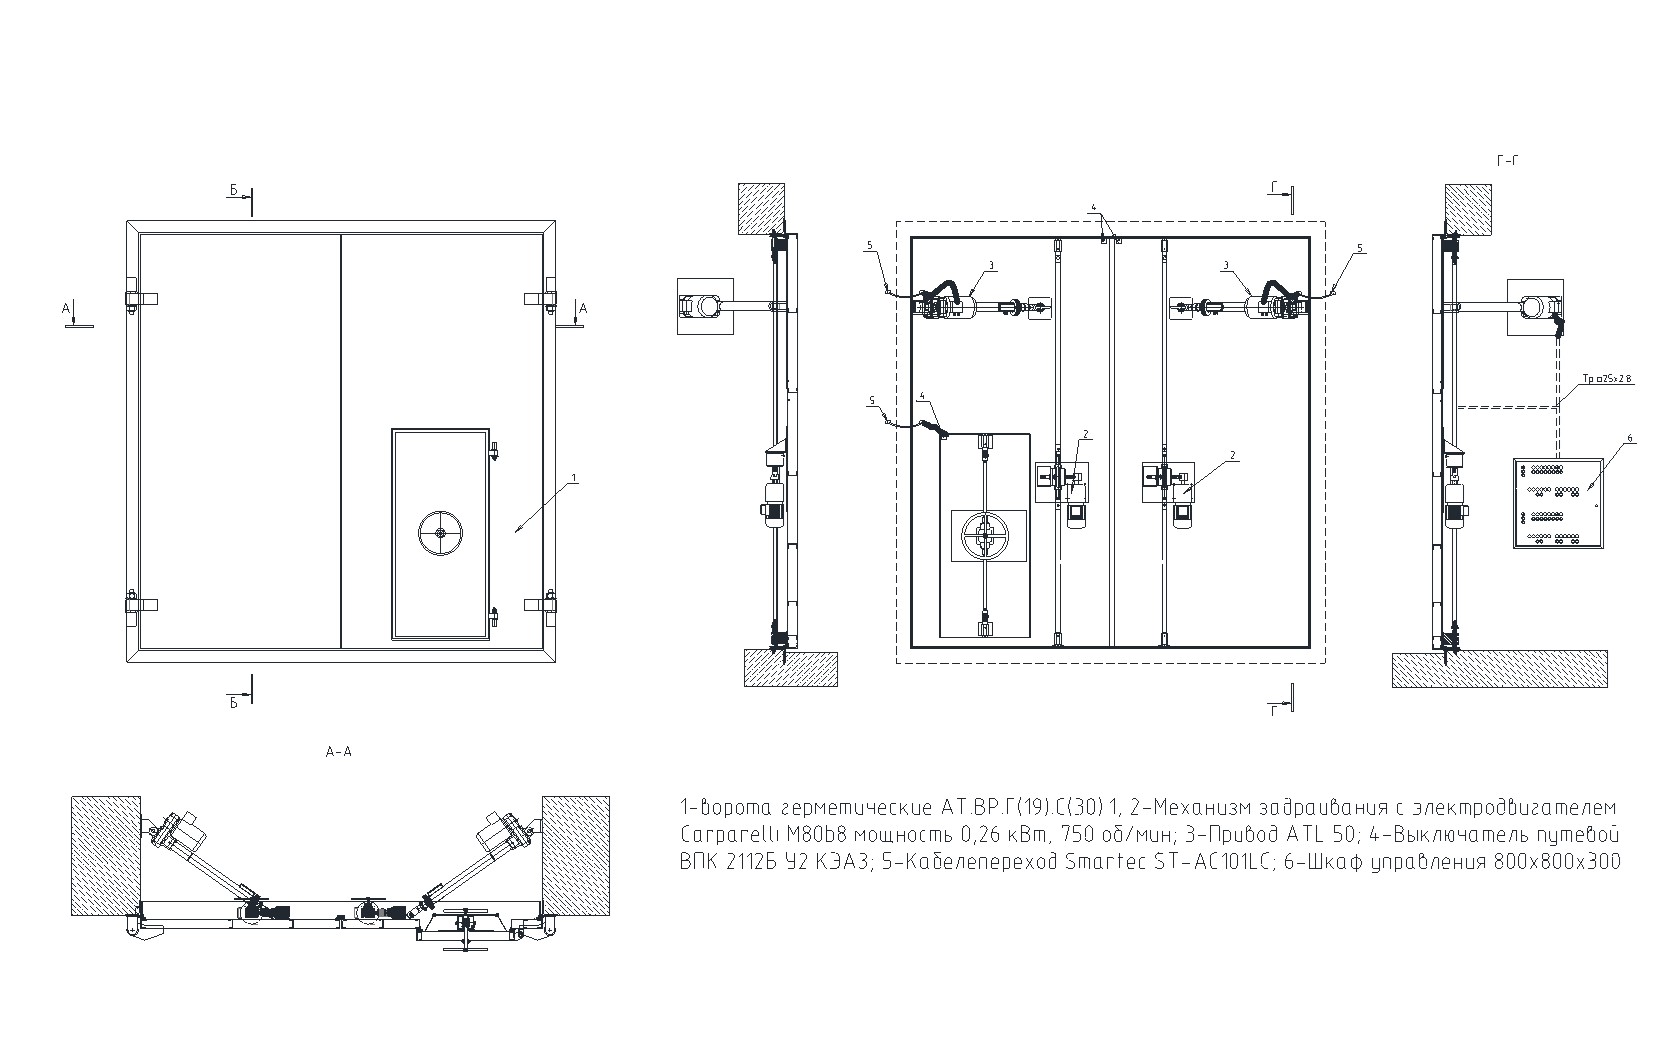 Г-Г
Б
Г
4
5
5
А
А
3
3
Тр □25х2.8
5
4
2
2
6
1
Б
Г
А-А
1-ворота герметические АТ.ВР.Г(19).С(30) 1, 2-Механизм задраивания с электродвигателем
Carparelli M80b8 мощность 0,26 кВт, 750 об/мин; 3-Привод ATL 50; 4-Выключатель путевой
ВПК 2112Б У2 КЭАЗ; 5-Кабелепереход Smartec ST-AC101LC; 6-Шкаф управления 800х800х300